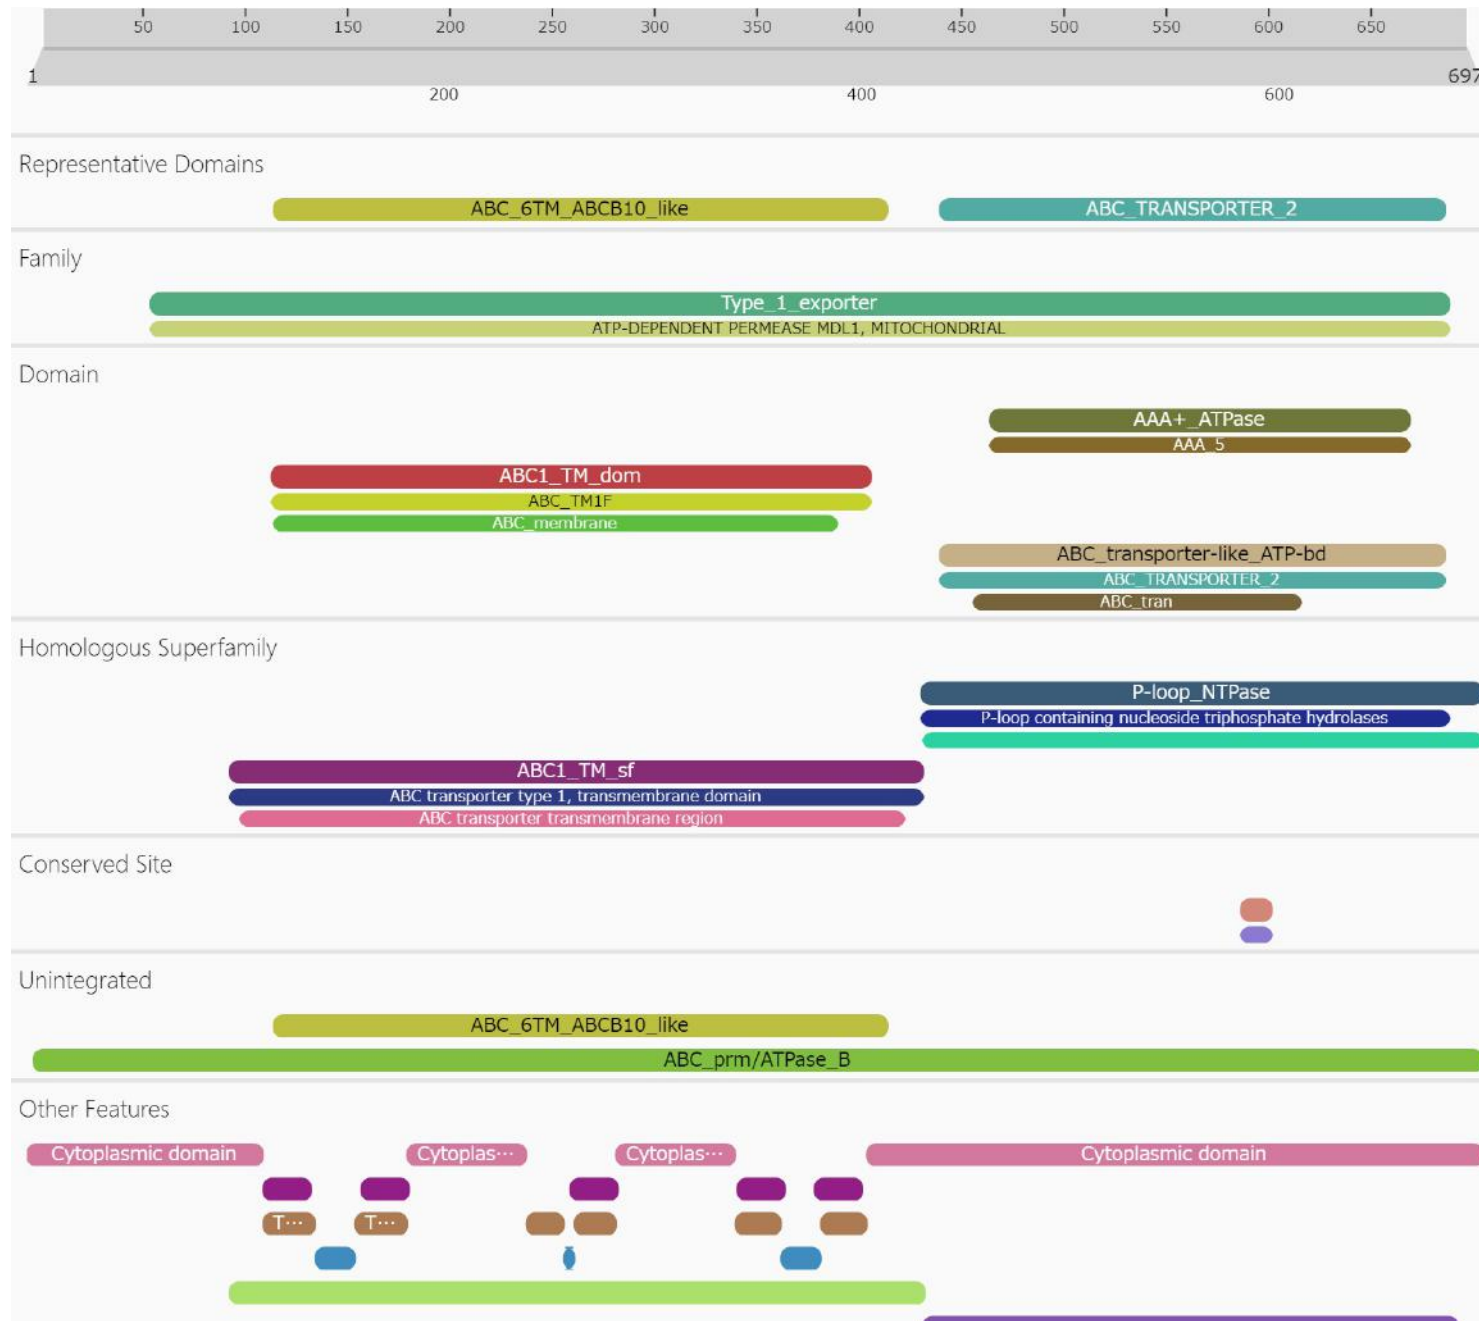 50 100 150 200 250 300 350 400 450 500 550 600 650
1 697
200 400 600
Representative Domains
ABC_6TM_ABCB10_like ABC_TRANSPORTER_2
Family
Type_1_exporter
ATP-DEPENDENT PERMEASE MDL1, MITOCHONDRIAL
Domain
AAA+_ATPase
AAA_5
ABC1_TM_dom
ABC_TM1F
ABC_membrane
ABC_transporter-like_ATP-bd
ABC_TRANSPORTER_2
ABC_tran
Homologous Superfamily
P-loop_NTPase
P-loop containing nucleoside triphosphate hydrolases
ABC1_TM_sf
ABC transporter type 1, transmembrane domain
ABC transporter transmembrane region
Conserved Site
Unintegrated
ABC_6TM_ABCB10_like
ABC_prm/ATPase_B
Other Features
Cytoplasmic domain Cytoplas··· Cytoplas··· Cytoplasmic domain
T··· T···